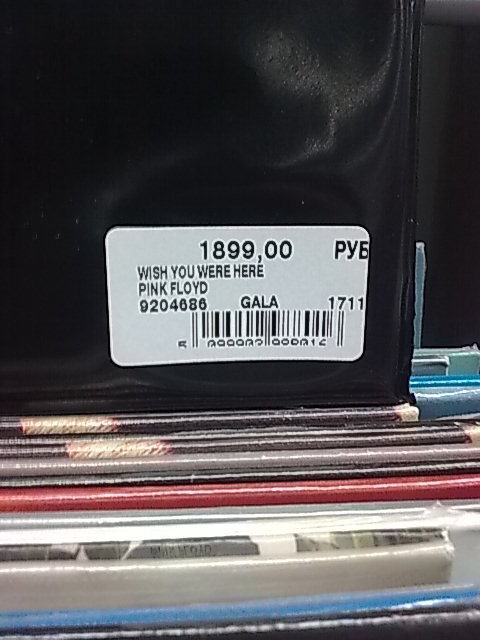 1899,00 РУБ
WISH YOU WERE HERE
PINK FLOYD
9204686 GALA 1711